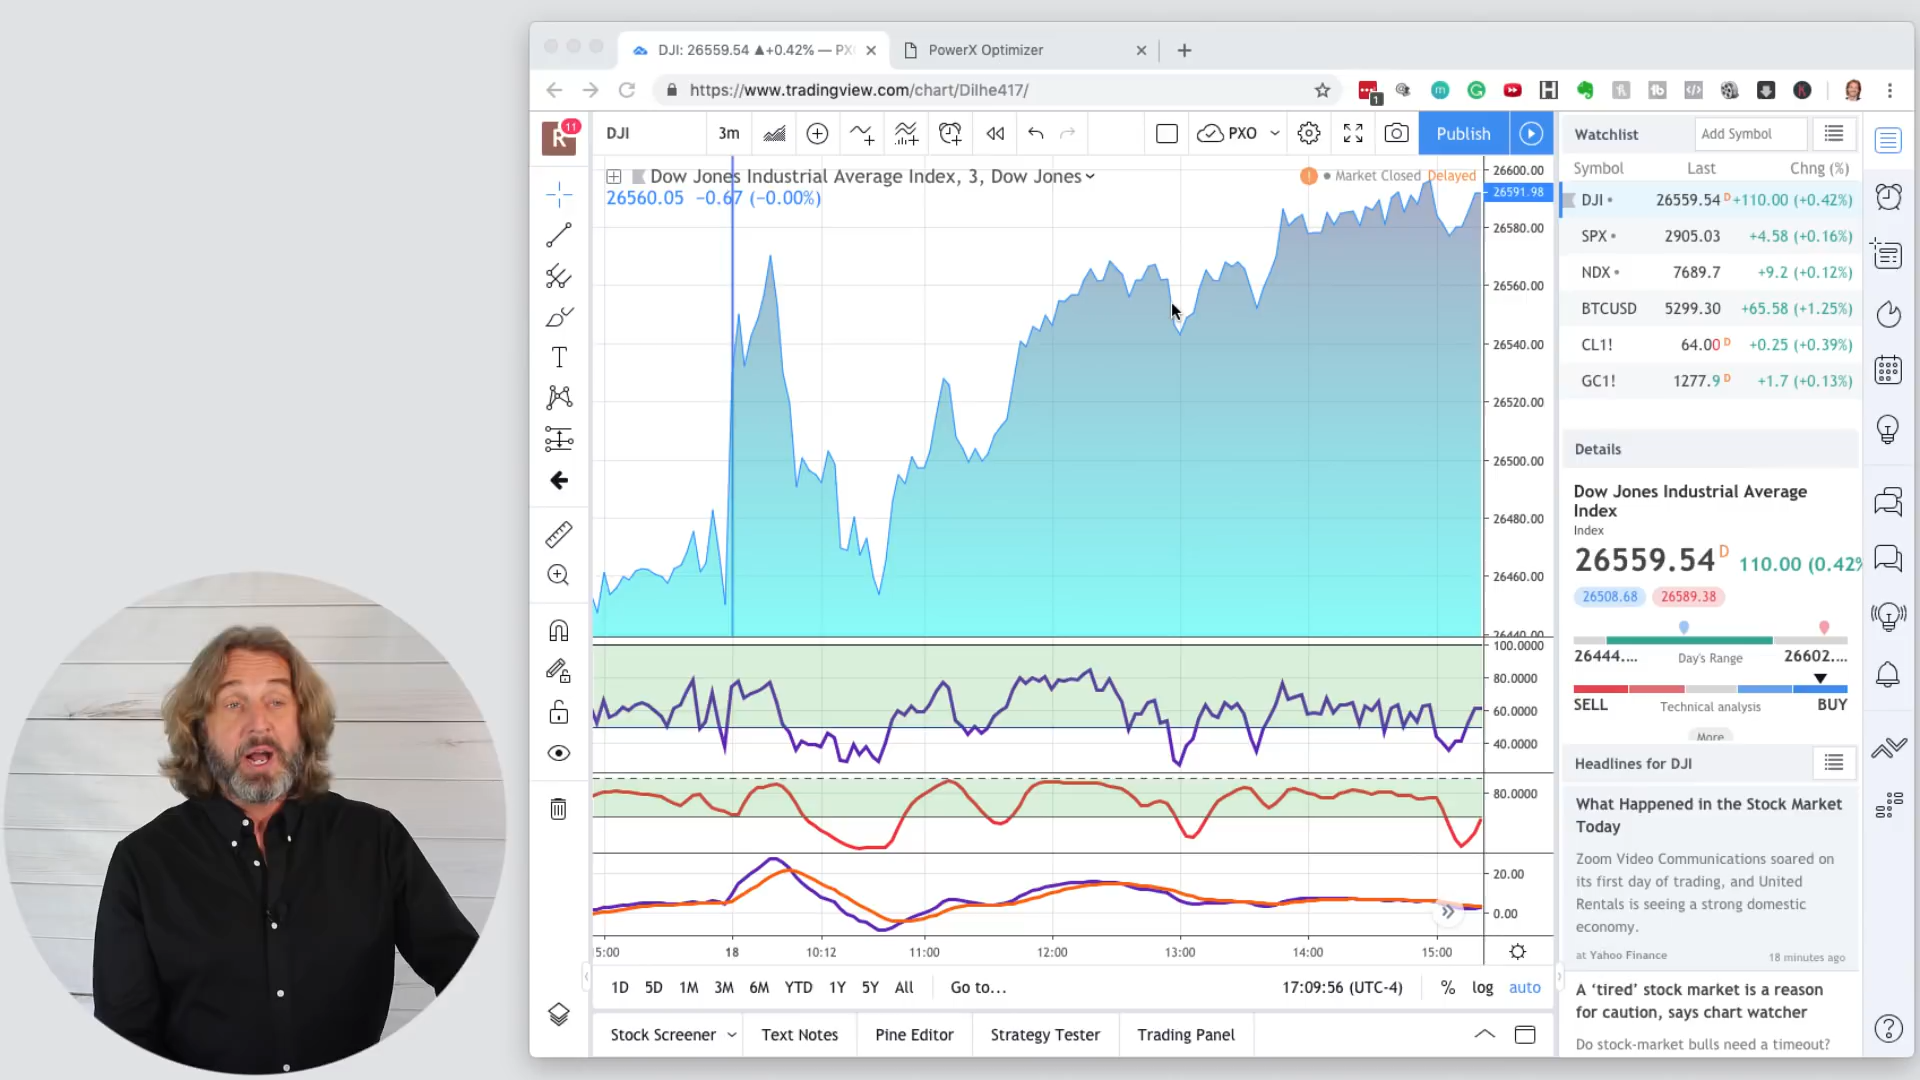 DJI: 26559.54 ▲+0.42% — PX
PowerX Optimizer
https://www.tradingview.com/chart/Dilhe417/
1
R
11
DJI
3m
PXO
Publish
Dow Jones Industrial Average Index, 3, Dow Jones
Market Closed
Delayed
26560.05 −0.67 (−0.00%)
26600.00
26591.98
26580.00
26560.00
26540.00
26520.00
26500.00
26480.00
26460.00
26440.00
100.0000
80.0000
60.0000
40.0000
80.0000
20.00
0.00
15:00
18
10:12
11:00
12:00
13:00
14:00
15:00
1D 5D 1M 3M 6M YTD 1Y 5Y All
Go to...
17:09:56 (UTC-4)
% log auto
Stock Screener
Text Notes
Pine Editor
Strategy Tester
Trading Panel
Watchlist
Add Symbol
Symbol Last Chng (%)
DJI 26559.54 D +110.00 (+0.42%)
SPX 2905.03 +4.58 (+0.16%)
NDX 7689.7 +9.2 (+0.12%)
BTCUSD 5299.30 +65.58 (+1.25%)
CL1! 64.00 D +0.25 (+0.39%)
GC1! 1277.9 D +1.7 (+0.13%)
Details
Dow Jones Industrial Average
Index
Index
26559.54 D 110.00 (0.42%
26508.68 26589.38
26444.... Day's Range 26602....
SELL Technical analysis BUY
More
Headlines for DJI
What Happened in the Stock Market
Today
Zoom Video Communications soared on
its first day of trading, and United
Rentals is seeing a strong domestic
economy.
at Yahoo Finance 18 minutes ago
A ‘tired’ stock market is a reason
for caution, says chart watcher
Do stock-market bulls need a timeout?